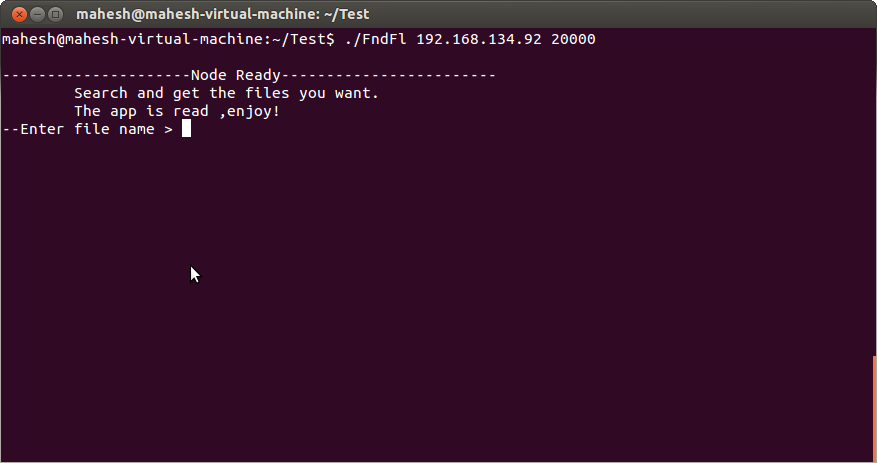 mahesh@mahesh-virtual-machine: ~/Test
mahesh@mahesh-virtual-machine:~/Test$ ./FndFl 192.168.134.92 20000
---------------------Node Ready------------------------
Search and get the files you want.
The app is read ,enjoy!
--Enter file name >